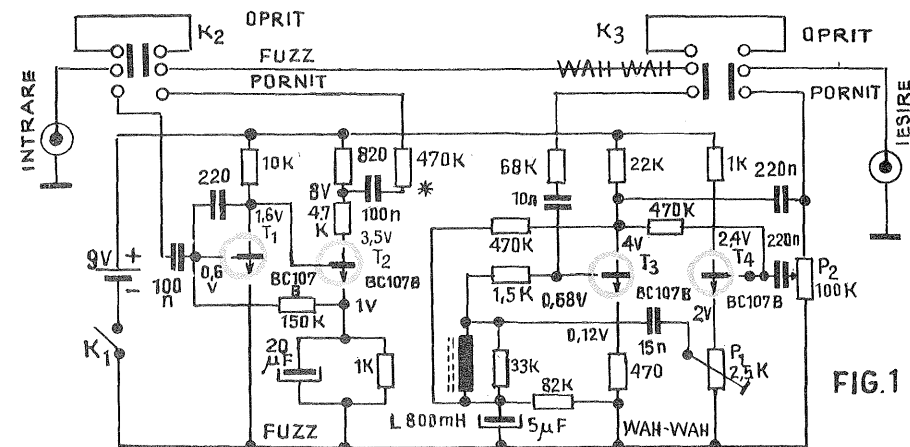 OPRIT
K2
FUZZ
PORNIT
WAH WAH
K3
OPRIT
PORNIT
INTRARE
IESIRE
10K
820
470K
*
220
8V
100n
1,6V
T1
4,7
K
3,5V
T2
BC107
B
BC107B
0,6
V
100
n
9V
+
-
K1
150K
1V
20
µF
1K
FUZZ
68K
10n
22K
1K
220n
470K
470K
4V
T3
BC107B
2,4V
T4
220n
BC107B
P2
100K
1,5K
0,68V
0,12V
15n
2V
P1
2,5K
33K
82K
470
L 800mH
5µF
WAH-WAH
FIG.1